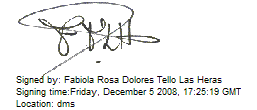 Signed by: Fabiola Rosa Dolores Tello Las Heras
Signing time:Friday, December 5 2008, 17:25:19 GMT
Location: dms